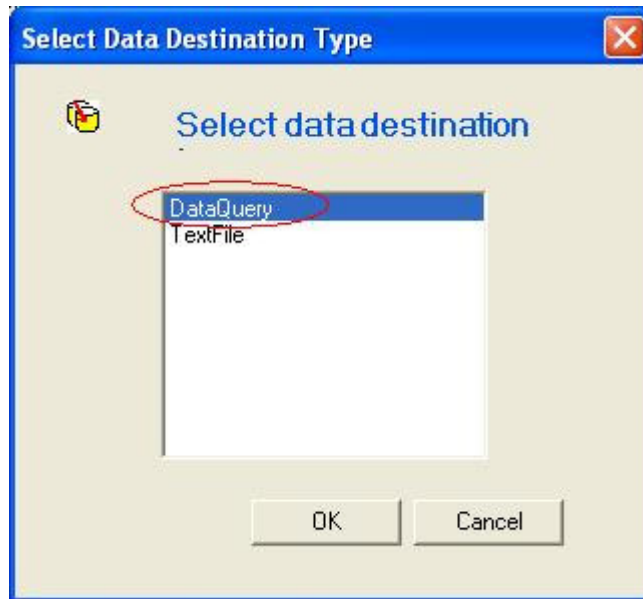 Select Data Destination Type
Select data destination
DataQuery
TextFile
OK
Cancel